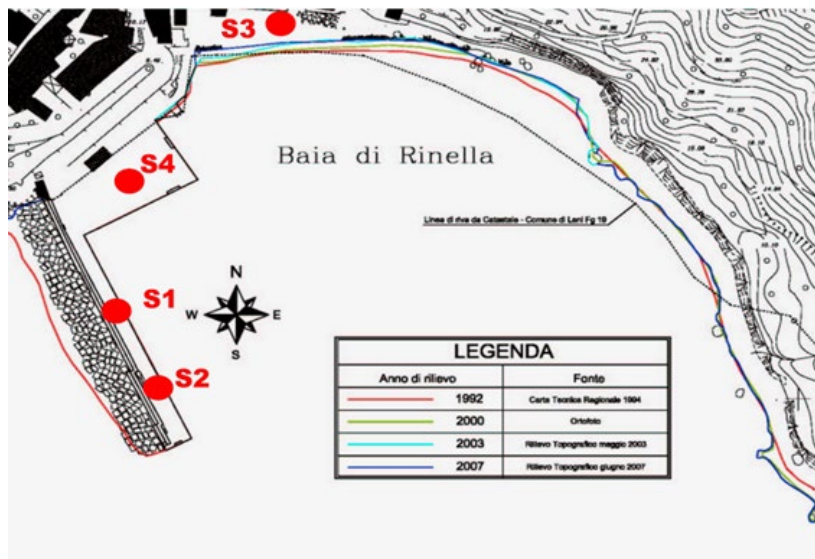 S3
S4
Baia di Rinella
Linea di riva da Catastale - Comune di Leni Fg 19
S1
N
W E
S
S2
LEGENDA
Anno di rilievo Fonte
1992 Carta Tecnica Regionale 1994
2000 Ortofoto
2003 Rilievo Topografico maggio 2003
2007 Rilievo Topografico giugno 2007